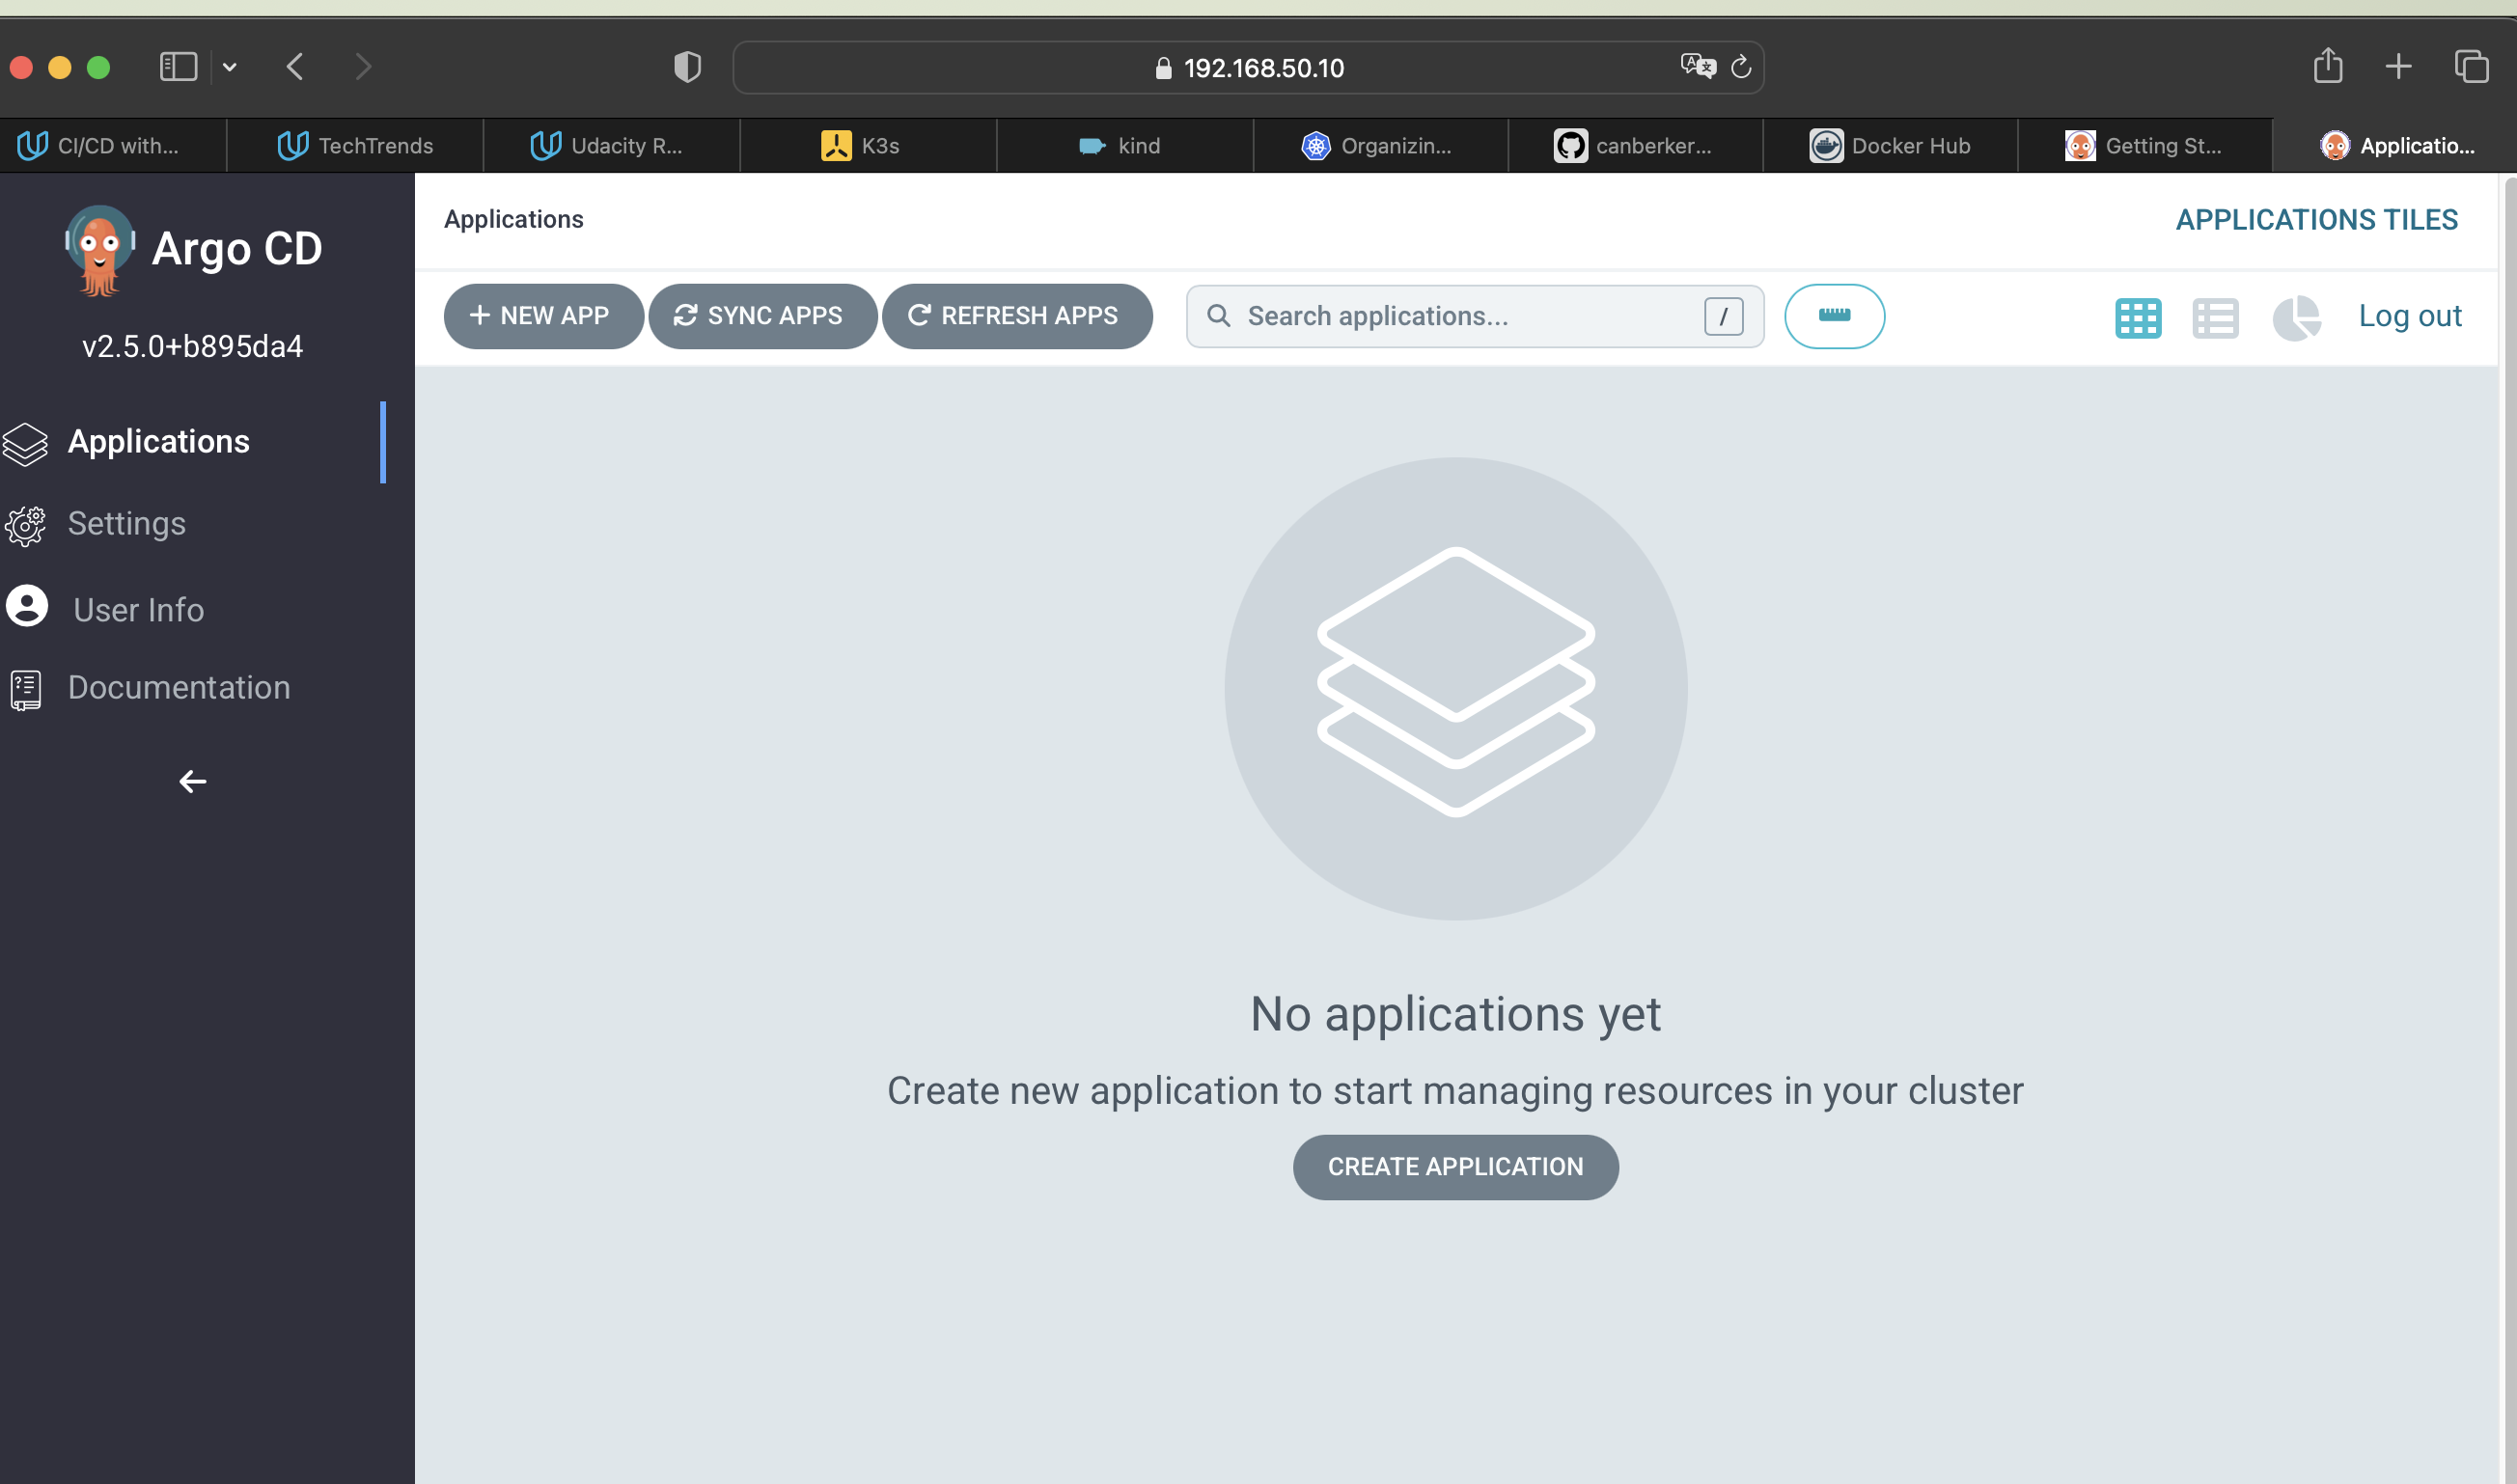 192.168.50.10
CI/CD with...
TechTrends
Udacity R...
K3s
kind
Organizin...
canberker...
Docker Hub
Getting St...
Applicatio...
Argo CD
v2.5.0+b895da4
Applications
Settings
User Info
Documentation
Applications
APPLICATIONS TILES
+ NEW APP
SYNC APPS
REFRESH APPS
Search applications...
/
Log out
No applications yet
Create new application to start managing resources in your cluster
CREATE APPLICATION